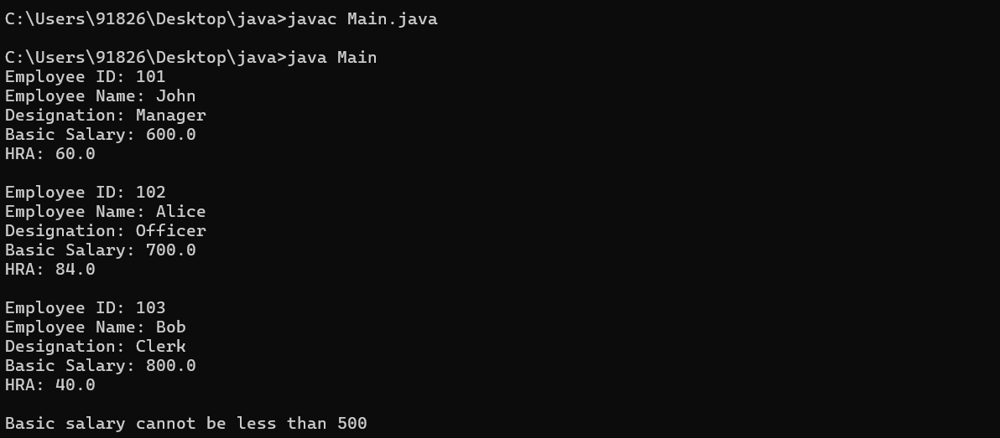 C:\Users\91826\Desktop\java>javac Main.java
C:\Users\91826\Desktop\java>java Main
Employee ID: 101
Employee Name: John
Designation: Manager
Basic Salary: 600.0
HRA: 60.0
Employee ID: 102
Employee Name: Alice
Designation: Officer
Basic Salary: 700.0
HRA: 84.0
Employee ID: 103
Employee Name: Bob
Designation: Clerk
Basic Salary: 800.0
HRA: 40.0
Basic salary cannot be less than 500